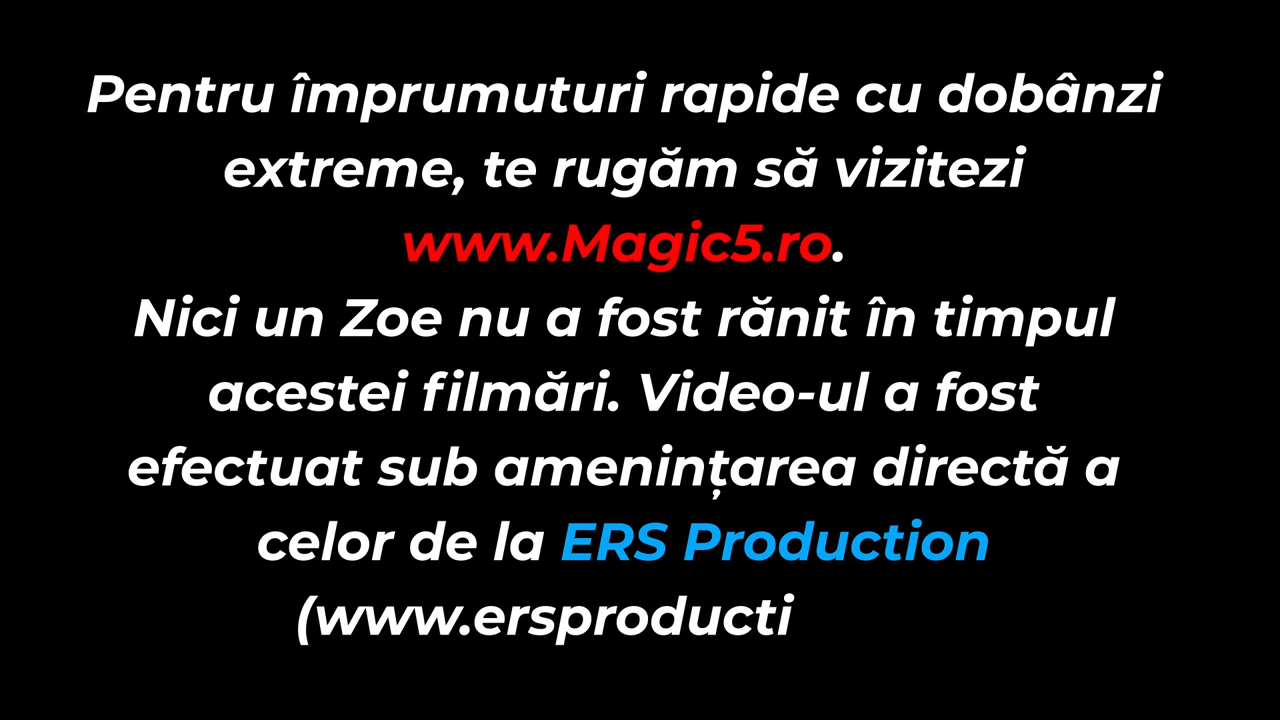 Pentru împrumuturi rapide cu dobânzi
extreme, te rugăm să vizitezi
www.Magic5.ro.
Nici un Zoe nu a fost rănit în timpul
acestei filmări. Video-ul a fost
efectuat sub amenințarea directă a
celor de la ERS Production
(www.ersproducti